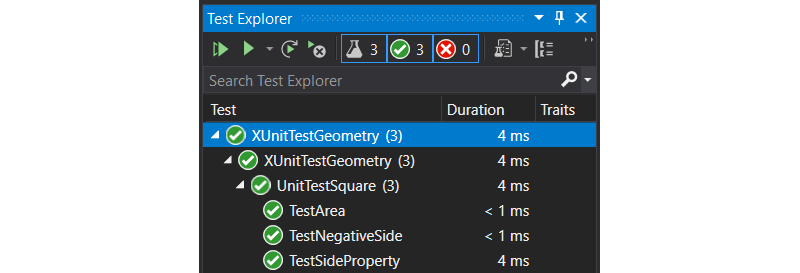 Test Explorer
3 3 0
Search Test Explorer
Test Duration Traits
XUnitTestGeometry (3) 4 ms
XUnitTestGeometry (3) 4 ms
UnitTestSquare (3) 4 ms
TestArea < 1 ms
TestNegativeSide < 1 ms
TestSideProperty 4 ms